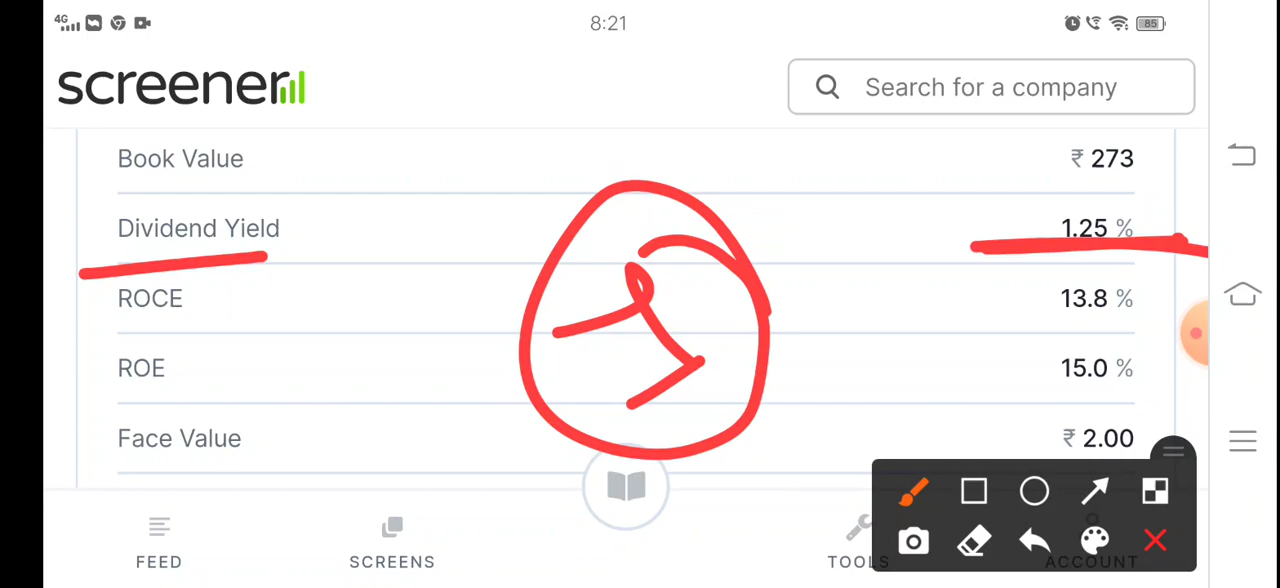 4G 8:21 85
screener
Search for a company
Book Value ₹ 273
Dividend Yield 1.25 %
ROCE 13.8 %
ROE 15.0 %
Face Value ₹ 2.00
FEED SCREENS TOOLS ACCOUNT